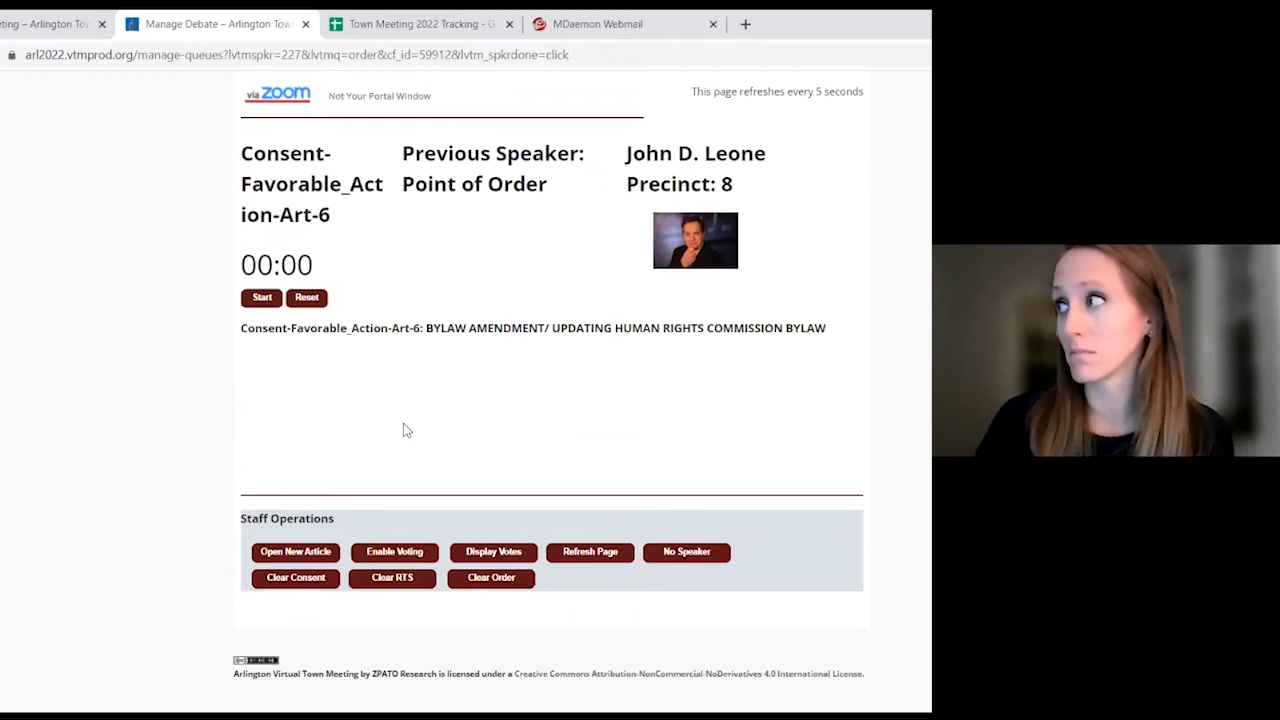 eting – Arlington Tow
Manage Debate – Arlington Town
Town Meeting 2022 Tracking - G
MDaemon Webmail
arl2022.vtmprod.org/manage-queues?lvtmspkr=227&lvtmq=order&cf_id=59912&lvtm_spkrdone=click
via zoom
Not Your Portal Window
This page refreshes every 5 seconds
Consent-
Favorable_Act
ion-Art-6
Previous Speaker:
Point of Order
John D. Leone
Precinct: 8
00:00
Start
Reset
Consent-Favorable_Action-Art-6: BYLAW AMENDMENT/ UPDATING HUMAN RIGHTS COMMISSION BYLAW
Staff Operations
Open New Article
Enable Voting
Display Votes
Refresh Page
No Speaker
Clear Consent
Clear RTS
Clear Order
Arlington Virtual Town Meeting by ZPATO Research is licensed under a Creative Commons Attribution-NonCommercial-NoDerivatives 4.0 International License.